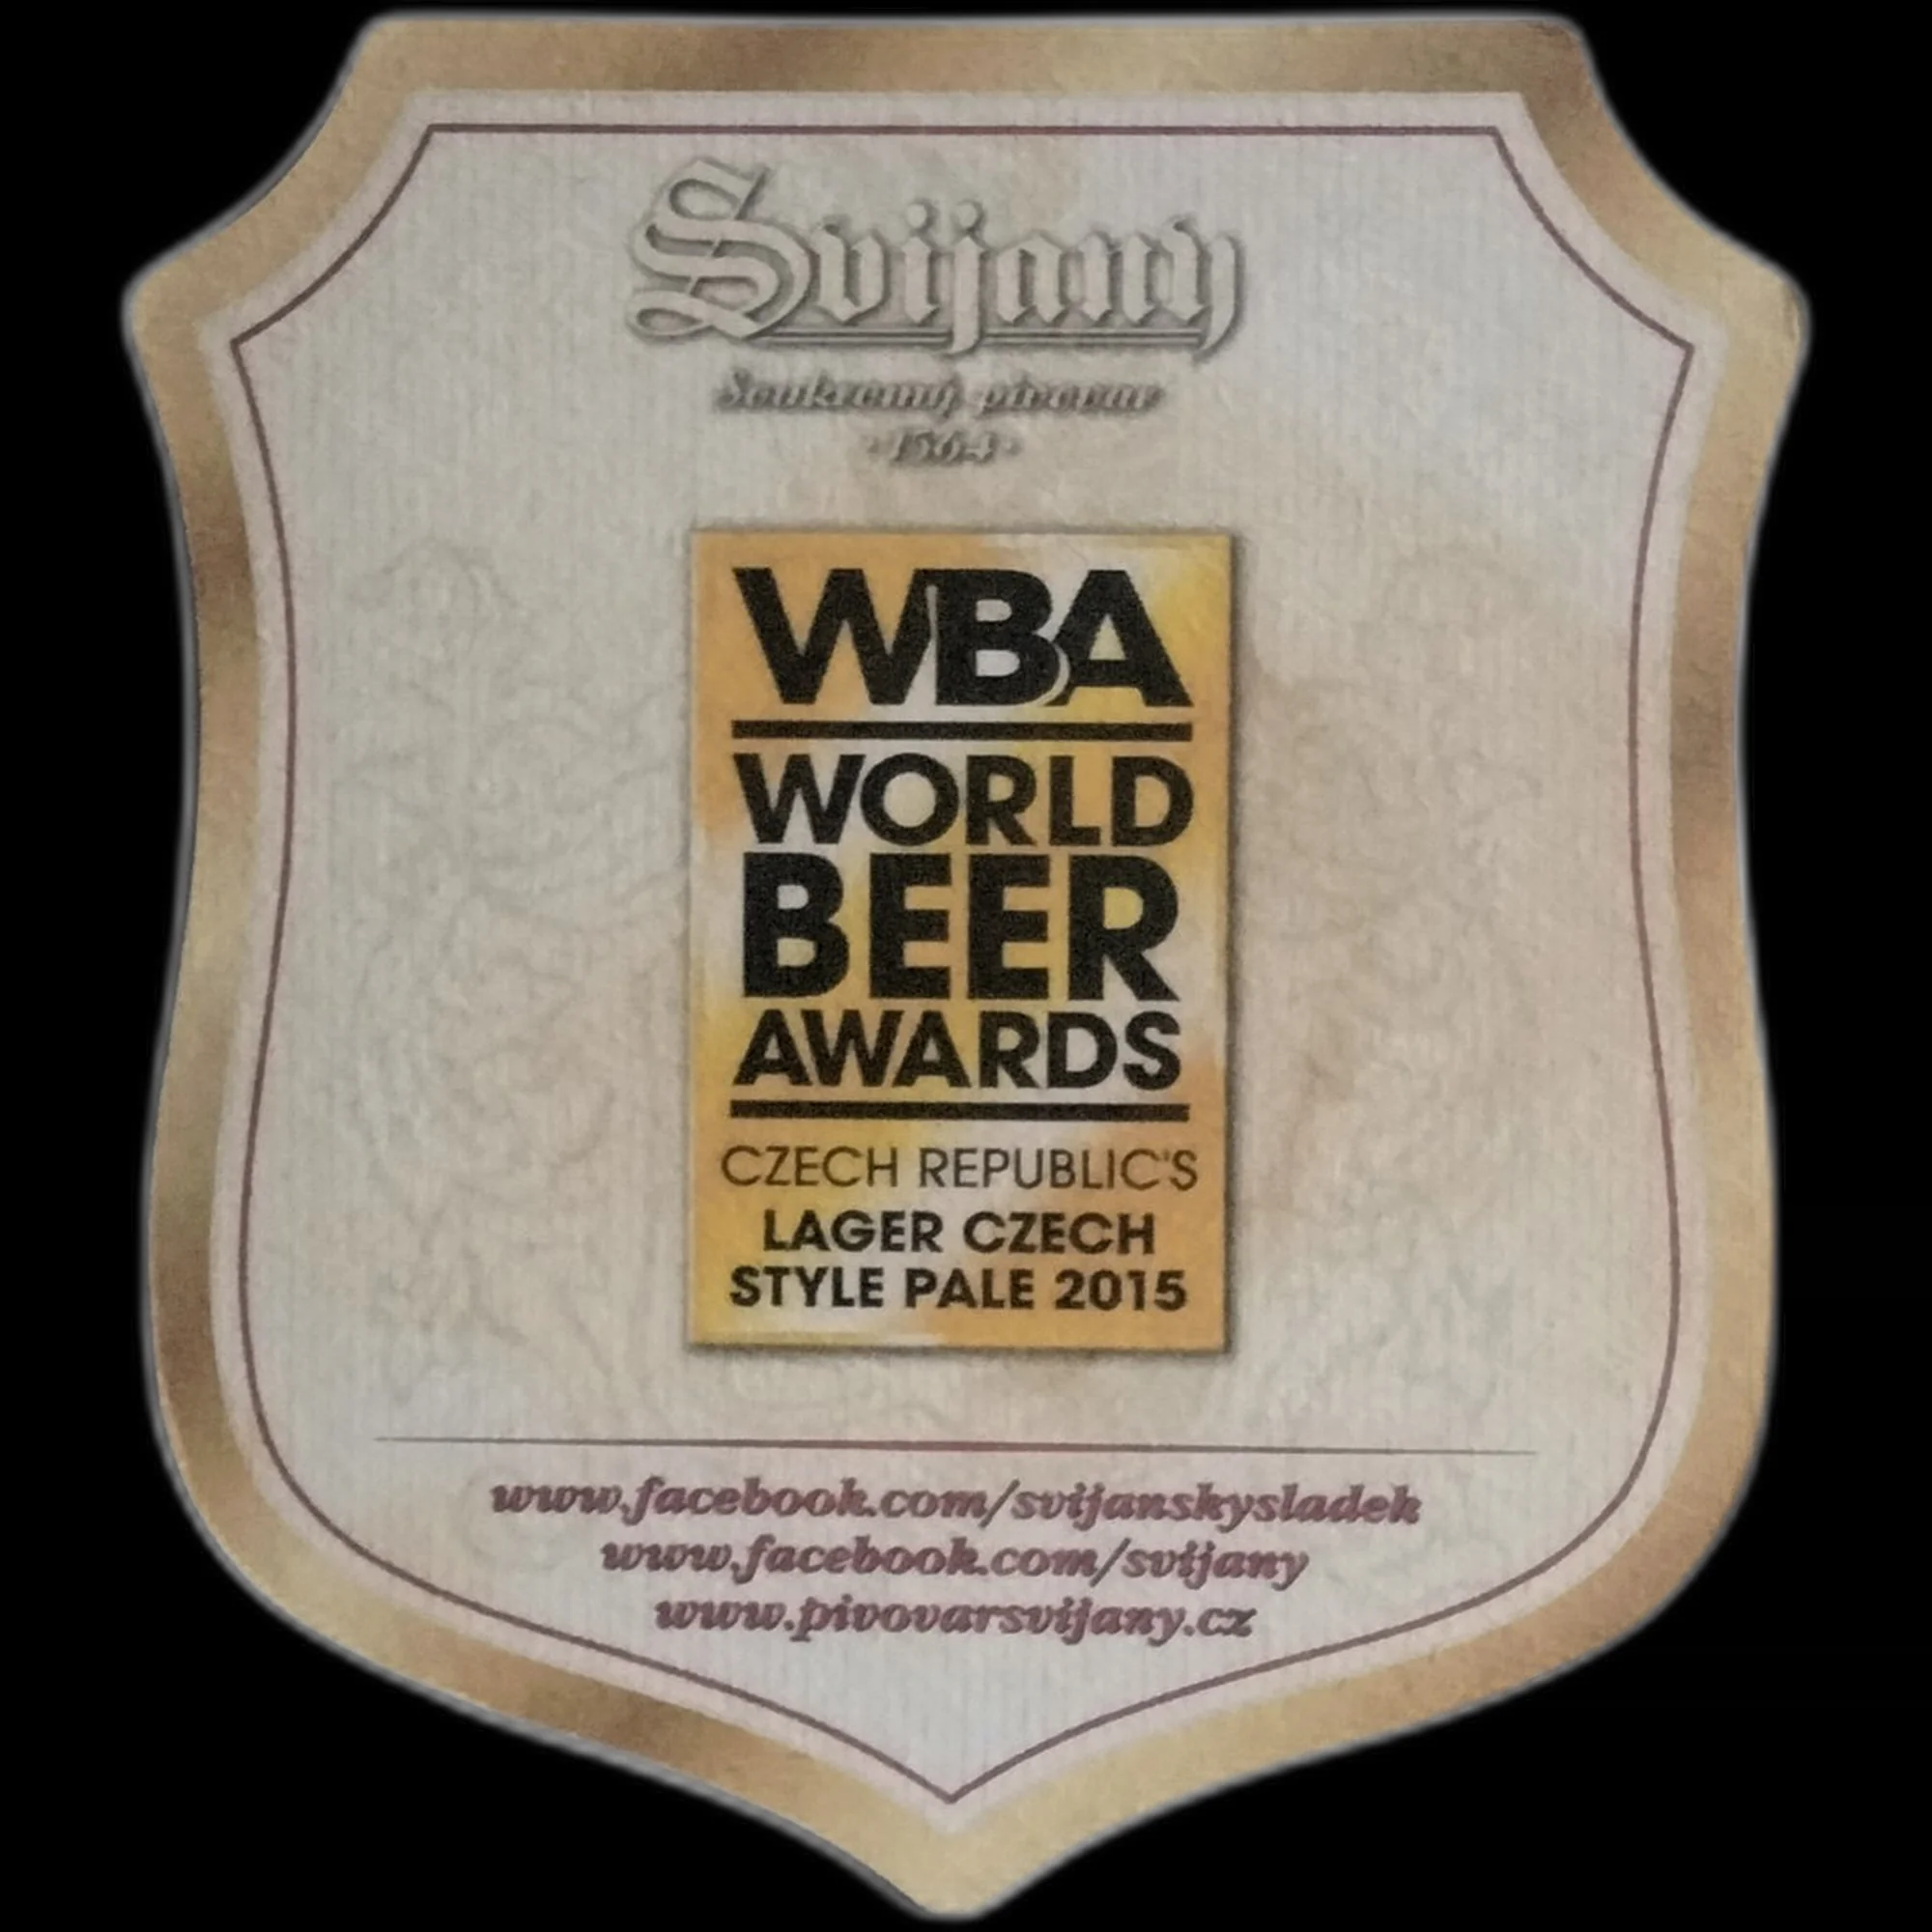 Svijany
Soukromý pivovar
·1564·
WBA
WORLD
BEER
AWARDS
CZECH REPUBLIC'S
LAGER CZECH
STYLE PALE 2015
www.facebook.com/svijanskysladek
www.facebook.com/svijany
www.pivovarsvijany.cz